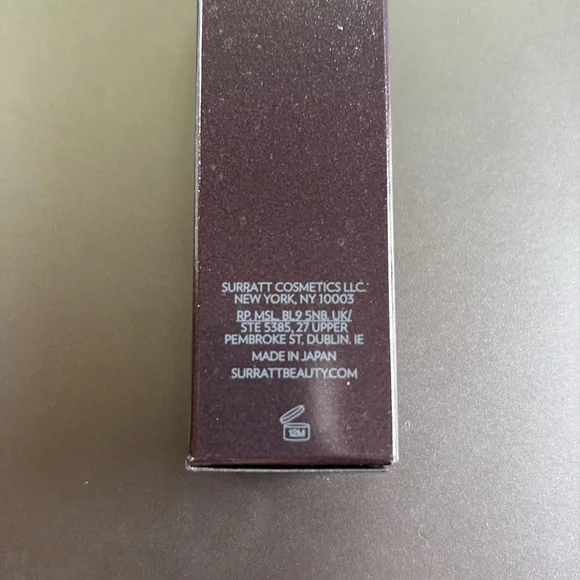 SURRATT COSMETICS LLC.
NEW YORK, NY 10003
RP. MSL. BL9 5NB. UK/
STE 5385, 27 UPPER
PEMBROKE ST, DUBLIN. IE
MADE IN JAPAN
SURRATTBEAUTY.COM
12M